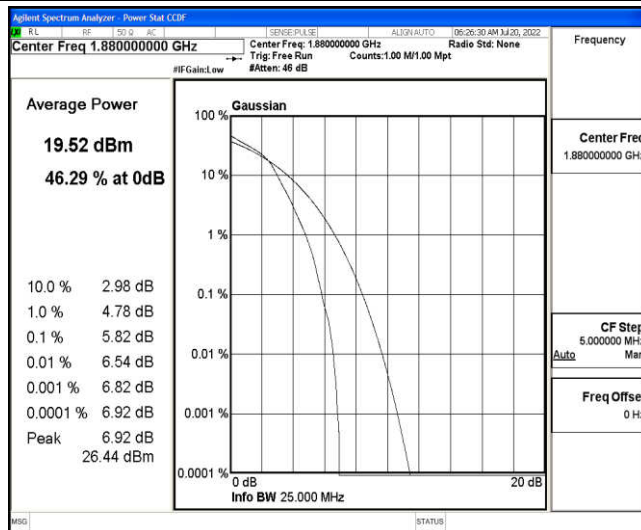 Agilent Spectrum Analyzer - Power Stat CCDF
RL RF 50 Ω AC SENSE:PULSE ALIGN AUTO 06:26:30 AM Jul 20, 2022
Center Freq 1.880000000 GHz
Center Freq: 1.880000000 GHz Radio Std: None
Trig: Free Run Counts:1.00 M/1.00 Mpt
#IFGain:Low #Atten: 46 dB
Frequency
Average Power
19.52 dBm
46.29 % at 0dB
10.0 % 2.98 dB
1.0 % 4.78 dB
0.1 % 5.82 dB
0.01 % 6.54 dB
0.001 % 6.82 dB
0.0001 % 6.92 dB
Peak 6.92 dB
26.44 dBm
Gaussian
100 %
10 %
1 %
0.1 %
0.01 %
0.001 %
0.0001 %
0 dB 20 dB
Info BW 25.000 MHz
Center Freq
1.880000000 GHz
CF Step
5.000000 MHz
Auto Man
Freq Offse
0 Hz
MSG STATUS